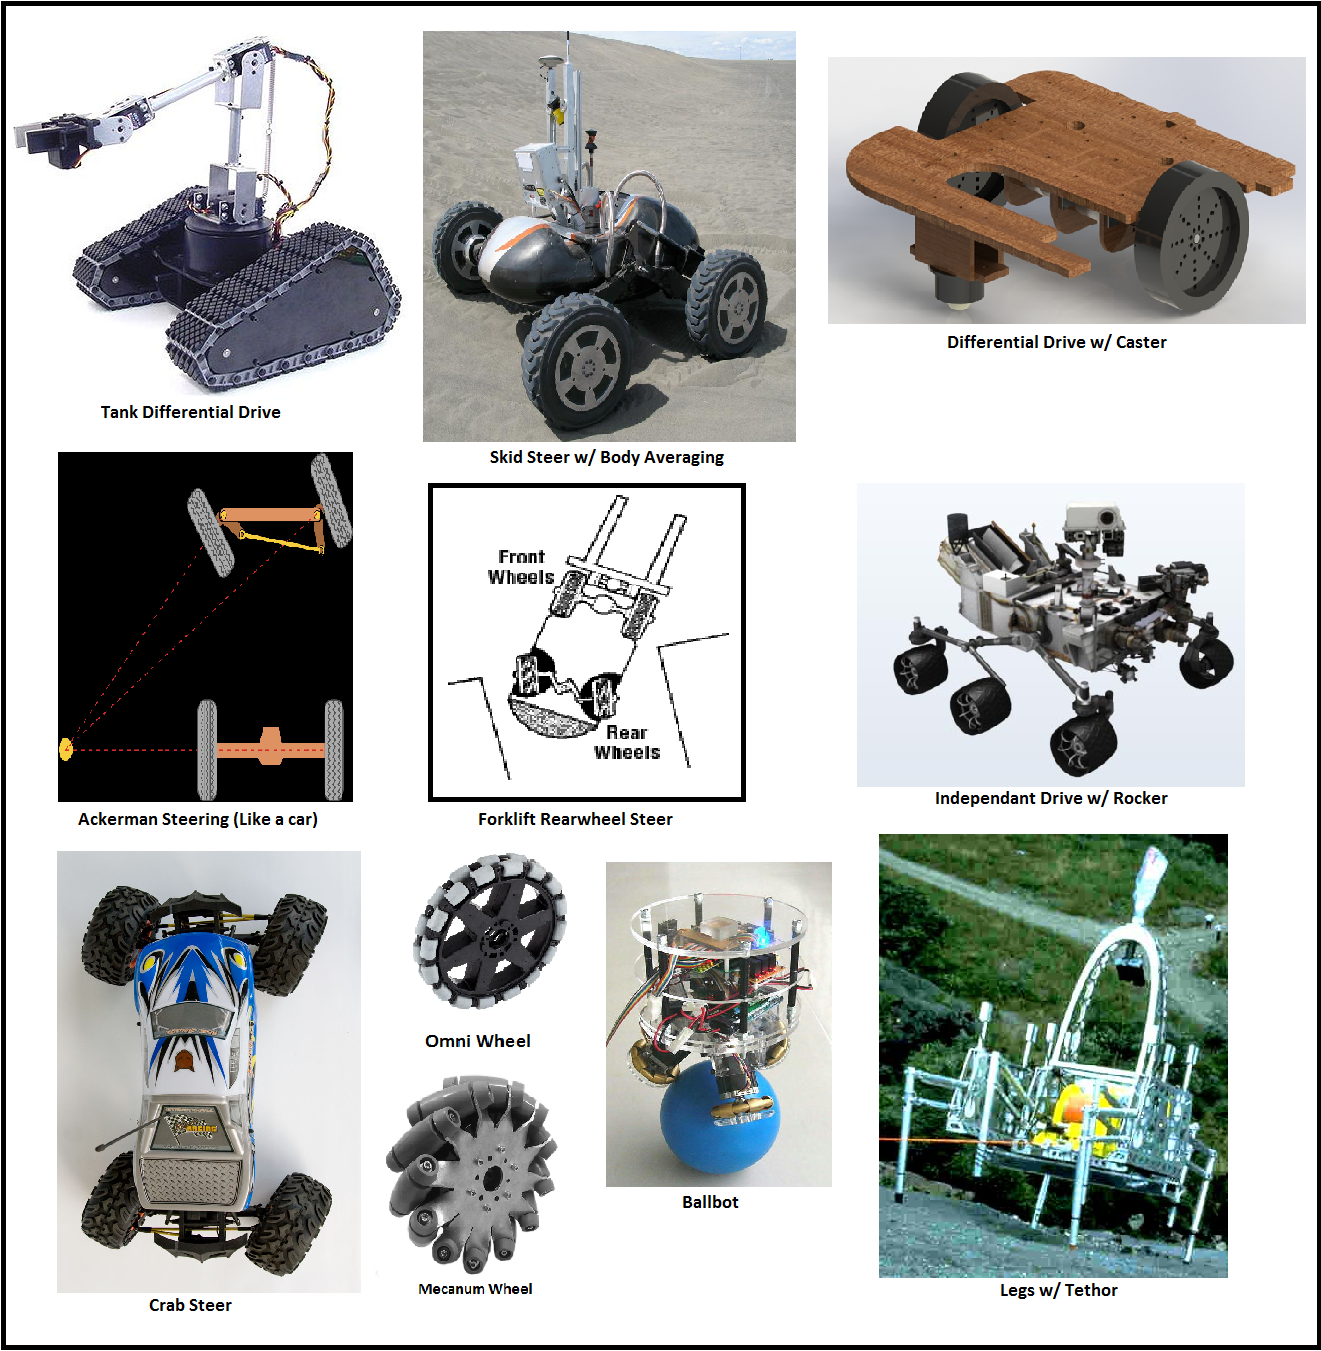 Tank Differential Drive
Skid Steer w/ Body Averaging
Differential Drive w/ Caster
Ackerman Steering (Like a car)
Front
Wheels
Rear
Wheels
Forklift Rearwheel Steer
Independant Drive w/ Rocker
Crab Steer
Omni Wheel
Mecanum Wheel
Ballbot
Legs w/ Tethor